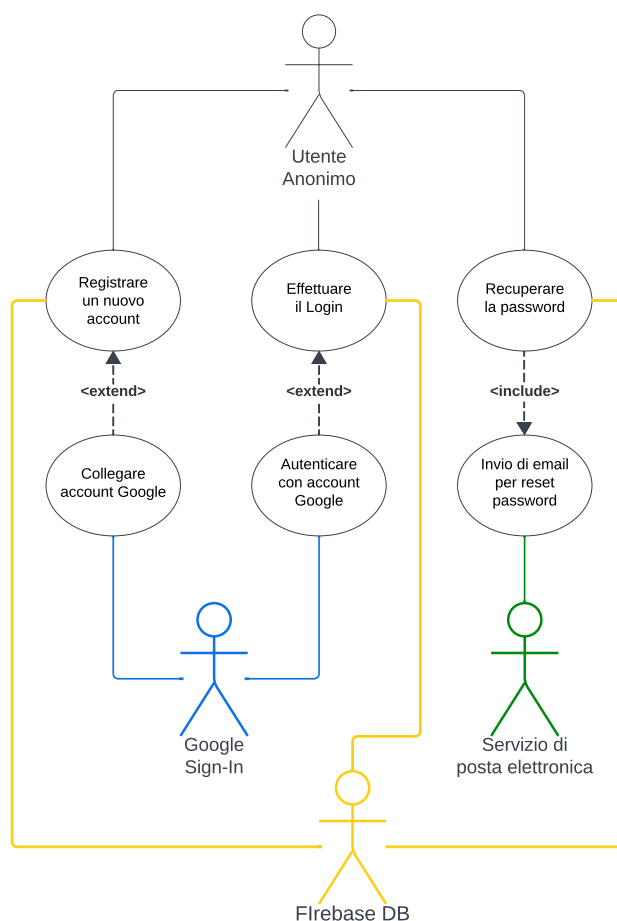 Utente
Anonimo
Registrare
un nuovo
account
Effettuare
il Login
Recuperare
la password
<extend>
<extend>
<include>
Collegare
account Google
Autenticare
con account
Google
Invio di email
per reset
password
Google
Sign-In
Servizio di
posta elettronica
FIrebase DB